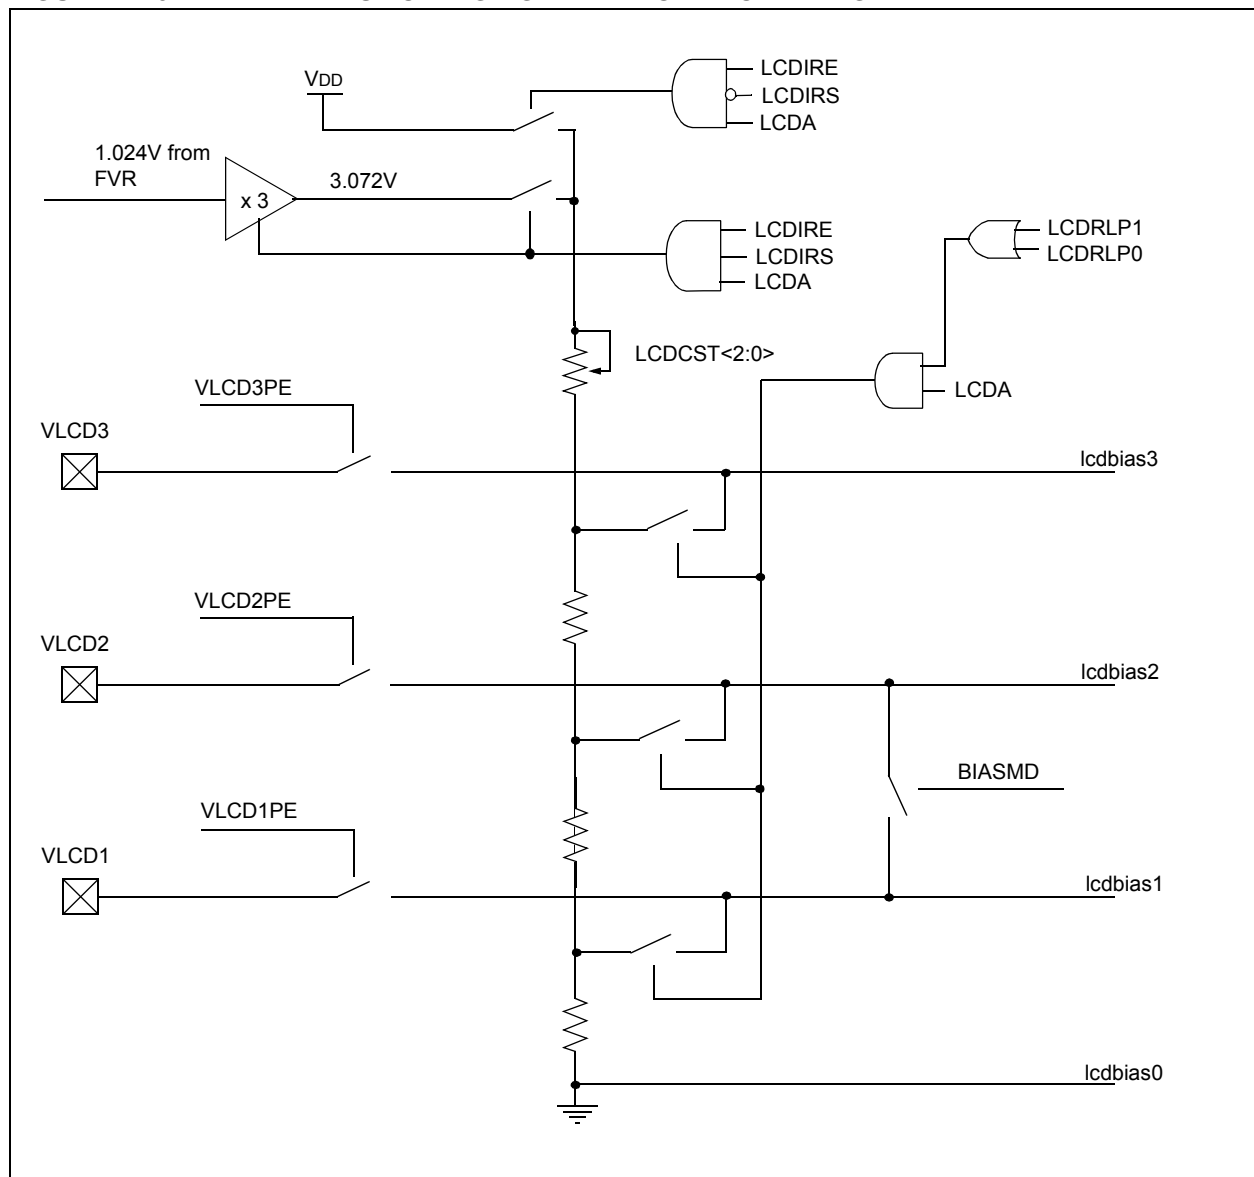 VDD
LCDIRE
LCDIRS
LCDA
1.024V from
FVR
x 3
3.072V
LCDIRE
LCDIRS
LCDA
LCDRLP1
LCDRLP0
LCDCST<2:0>
LCDA
VLCD3PE
VLCD3
lcdbias3
VLCD2PE
VLCD2
lcdbias2
BIASMD
VLCD1PE
VLCD1
lcdbias1
lcdbias0